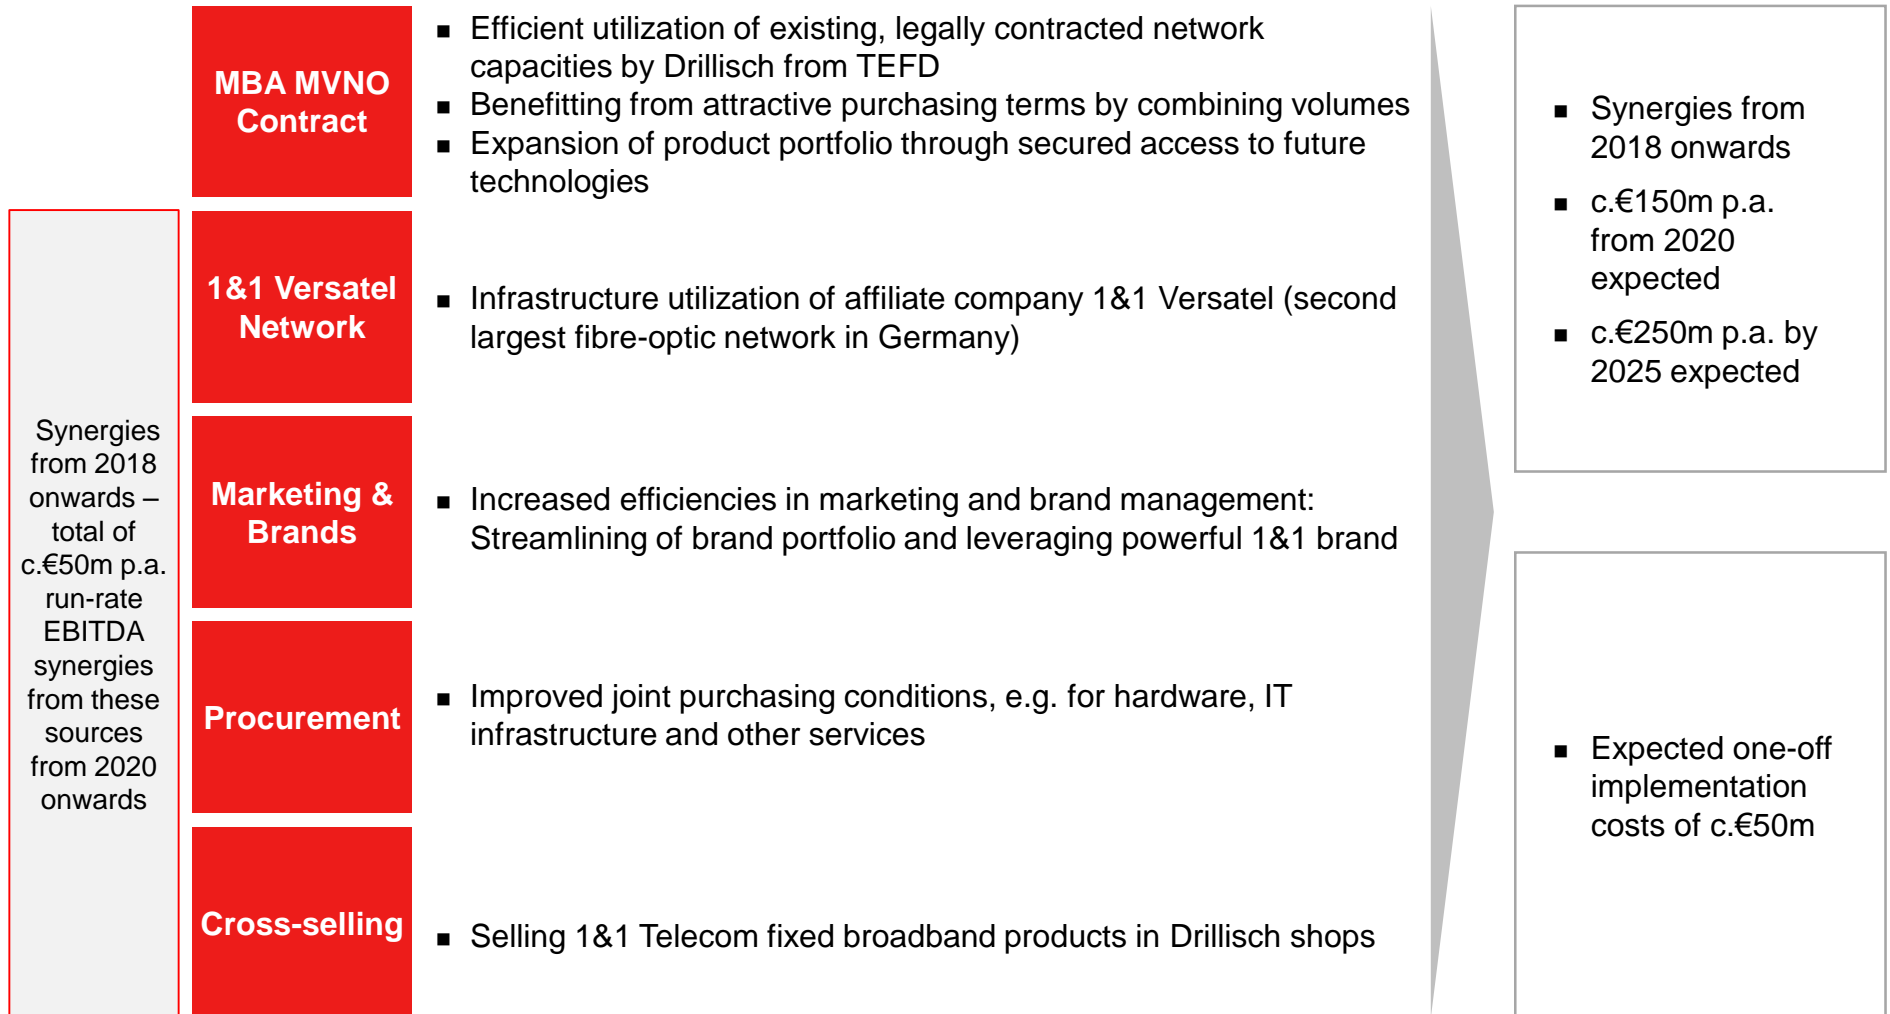 MBA MVNO
Contract
■ Efficient utilization of existing, legally contracted network
capacities by Drillisch from TEFD
■ Benefitting from attractive purchasing terms by combining volumes
■ Expansion of product portfolio through secured access to future
technologies
Synergies
from 2018
onwards –
total of
c.€50m p.a.
run-rate
EBITDA
synergies
from these
sources
from 2020
onwards
1&1 Versatel
Network
■ Infrastructure utilization of affiliate company 1&1 Versatel (second
largest fibre-optic network in Germany)
Marketing &
Brands
■ Increased efficiencies in marketing and brand management:
Streamlining of brand portfolio and leveraging powerful 1&1 brand
Procurement
■ Improved joint purchasing conditions, e.g. for hardware, IT
infrastructure and other services
Cross-selling
■ Selling 1&1 Telecom fixed broadband products in Drillisch shops
■ Synergies from
2018 onwards
■ c.€150m p.a.
from 2020
expected
■ c.€250m p.a. by
2025 expected
■ Expected one-off
implementation
costs of c.€50m